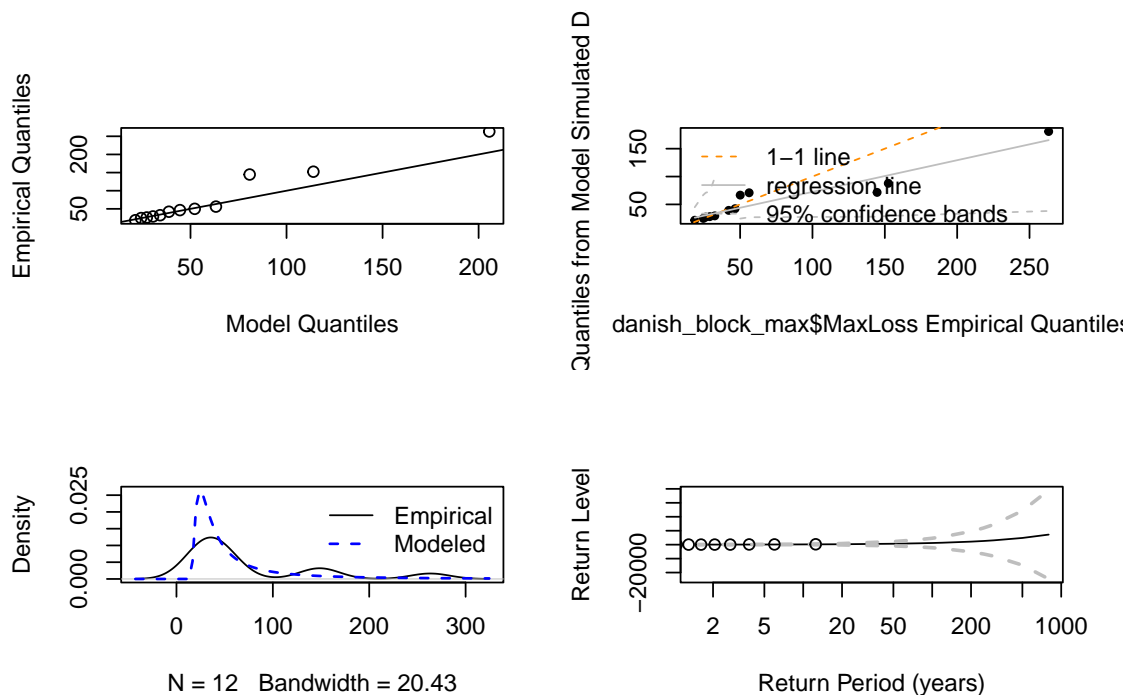 Empirical Quantiles
50
200
50
100
150
200
Model Quantiles
Quantiles from Model Simulated D
50
150
1–1 line
regression line
95% confidence bands
50
100
150
200
250
danish_block_max$MaxLoss Empirical Quantiles
Density
0.000
0.025
Empirical
Modeled
0
100
200
300
N = 12 Bandwidth = 20.43
Return Level
−20000
2
5
20
50
200
1000
Return Period (years)